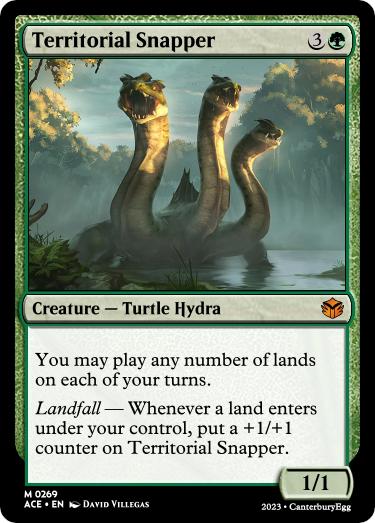 Territorial Snapper 3
Creature — Turtle Hydra
You may play any number of lands
on each of your turns.
Landfall — Whenever a land enters
under your control, put a +1/+1
counter on Territorial Snapper.
1/1
M 0269
ACE • EN DAVID VILLEGAS
2023 • CanterburyEgg